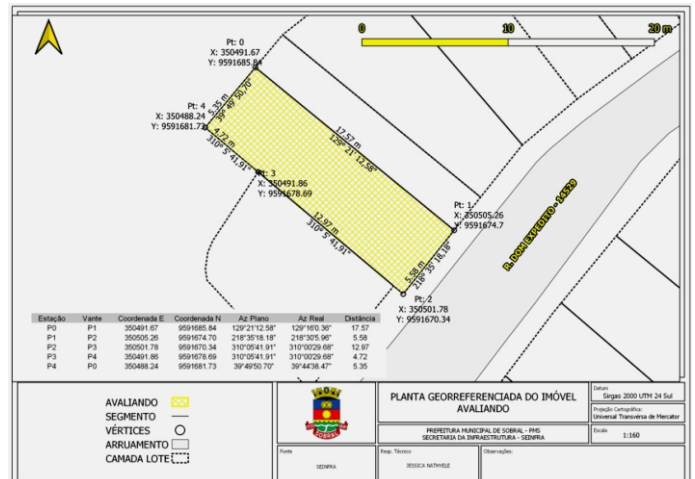 0 10 20 m
Pt: 0
X: 350491.67
Y: 9591685.84
5.35 m
39° 49' 50,70"
Pt: 4
X: 350488.24
Y: 9591681.73
4.72 m
310° 5' 41,91"
17.57 m
129° 21' 12,58"
Pt: 3
X: 350491.86
Y: 9591678.69
Pt: 1
X: 350505.26
Y: 9591674.7
12.97 m
310° 5' 41,91"
5.58 m
218° 35' 18,18"
Pt: 2
X: 350501.78
Y: 9591670.34
R. DOM EXPEDITO - 14529
Estação Vante Coordenada E Coordenada N Az Plano Az Real Distância
P0 P1 350491.67 9591685.84 129°21'12.58" 129°16'0.36" 17.57
P1 P2 350505.26 9591674.70 218°35'18.18" 218°30'5.96" 5.58
P2 P3 350501.78 9591670.34 310°05'41.91" 310°00'29.68" 12.97
P3 P4 350491.86 9591678.69 310°05'41.91" 310°00'29.68" 4.72
P4 P0 350488.24 9591681.73 39°49'50.70" 39°44'38.47" 5.35
AVALIANDO
SEGMENTO
VÉRTICES
ARRUAMENTO
CAMADA LOTE
SOBRAL
PLANTA GEORREFERENCIADA DO IMÓVEL
AVALIANDO
PREFEITURA MUNICIPAL DE SOBRAL - PMS
SECRETARIA DA INFRAESTRUTURA - SEINFRA
Datum
Sirgas 2000 UTM 24 Sul
Projeção Cartográfica:
Universal Transvérsa de Mercator
Escala
1:160
Fonte
SEINFRA
Resp. Técnico
JESSICA NATHYELE
Observações: